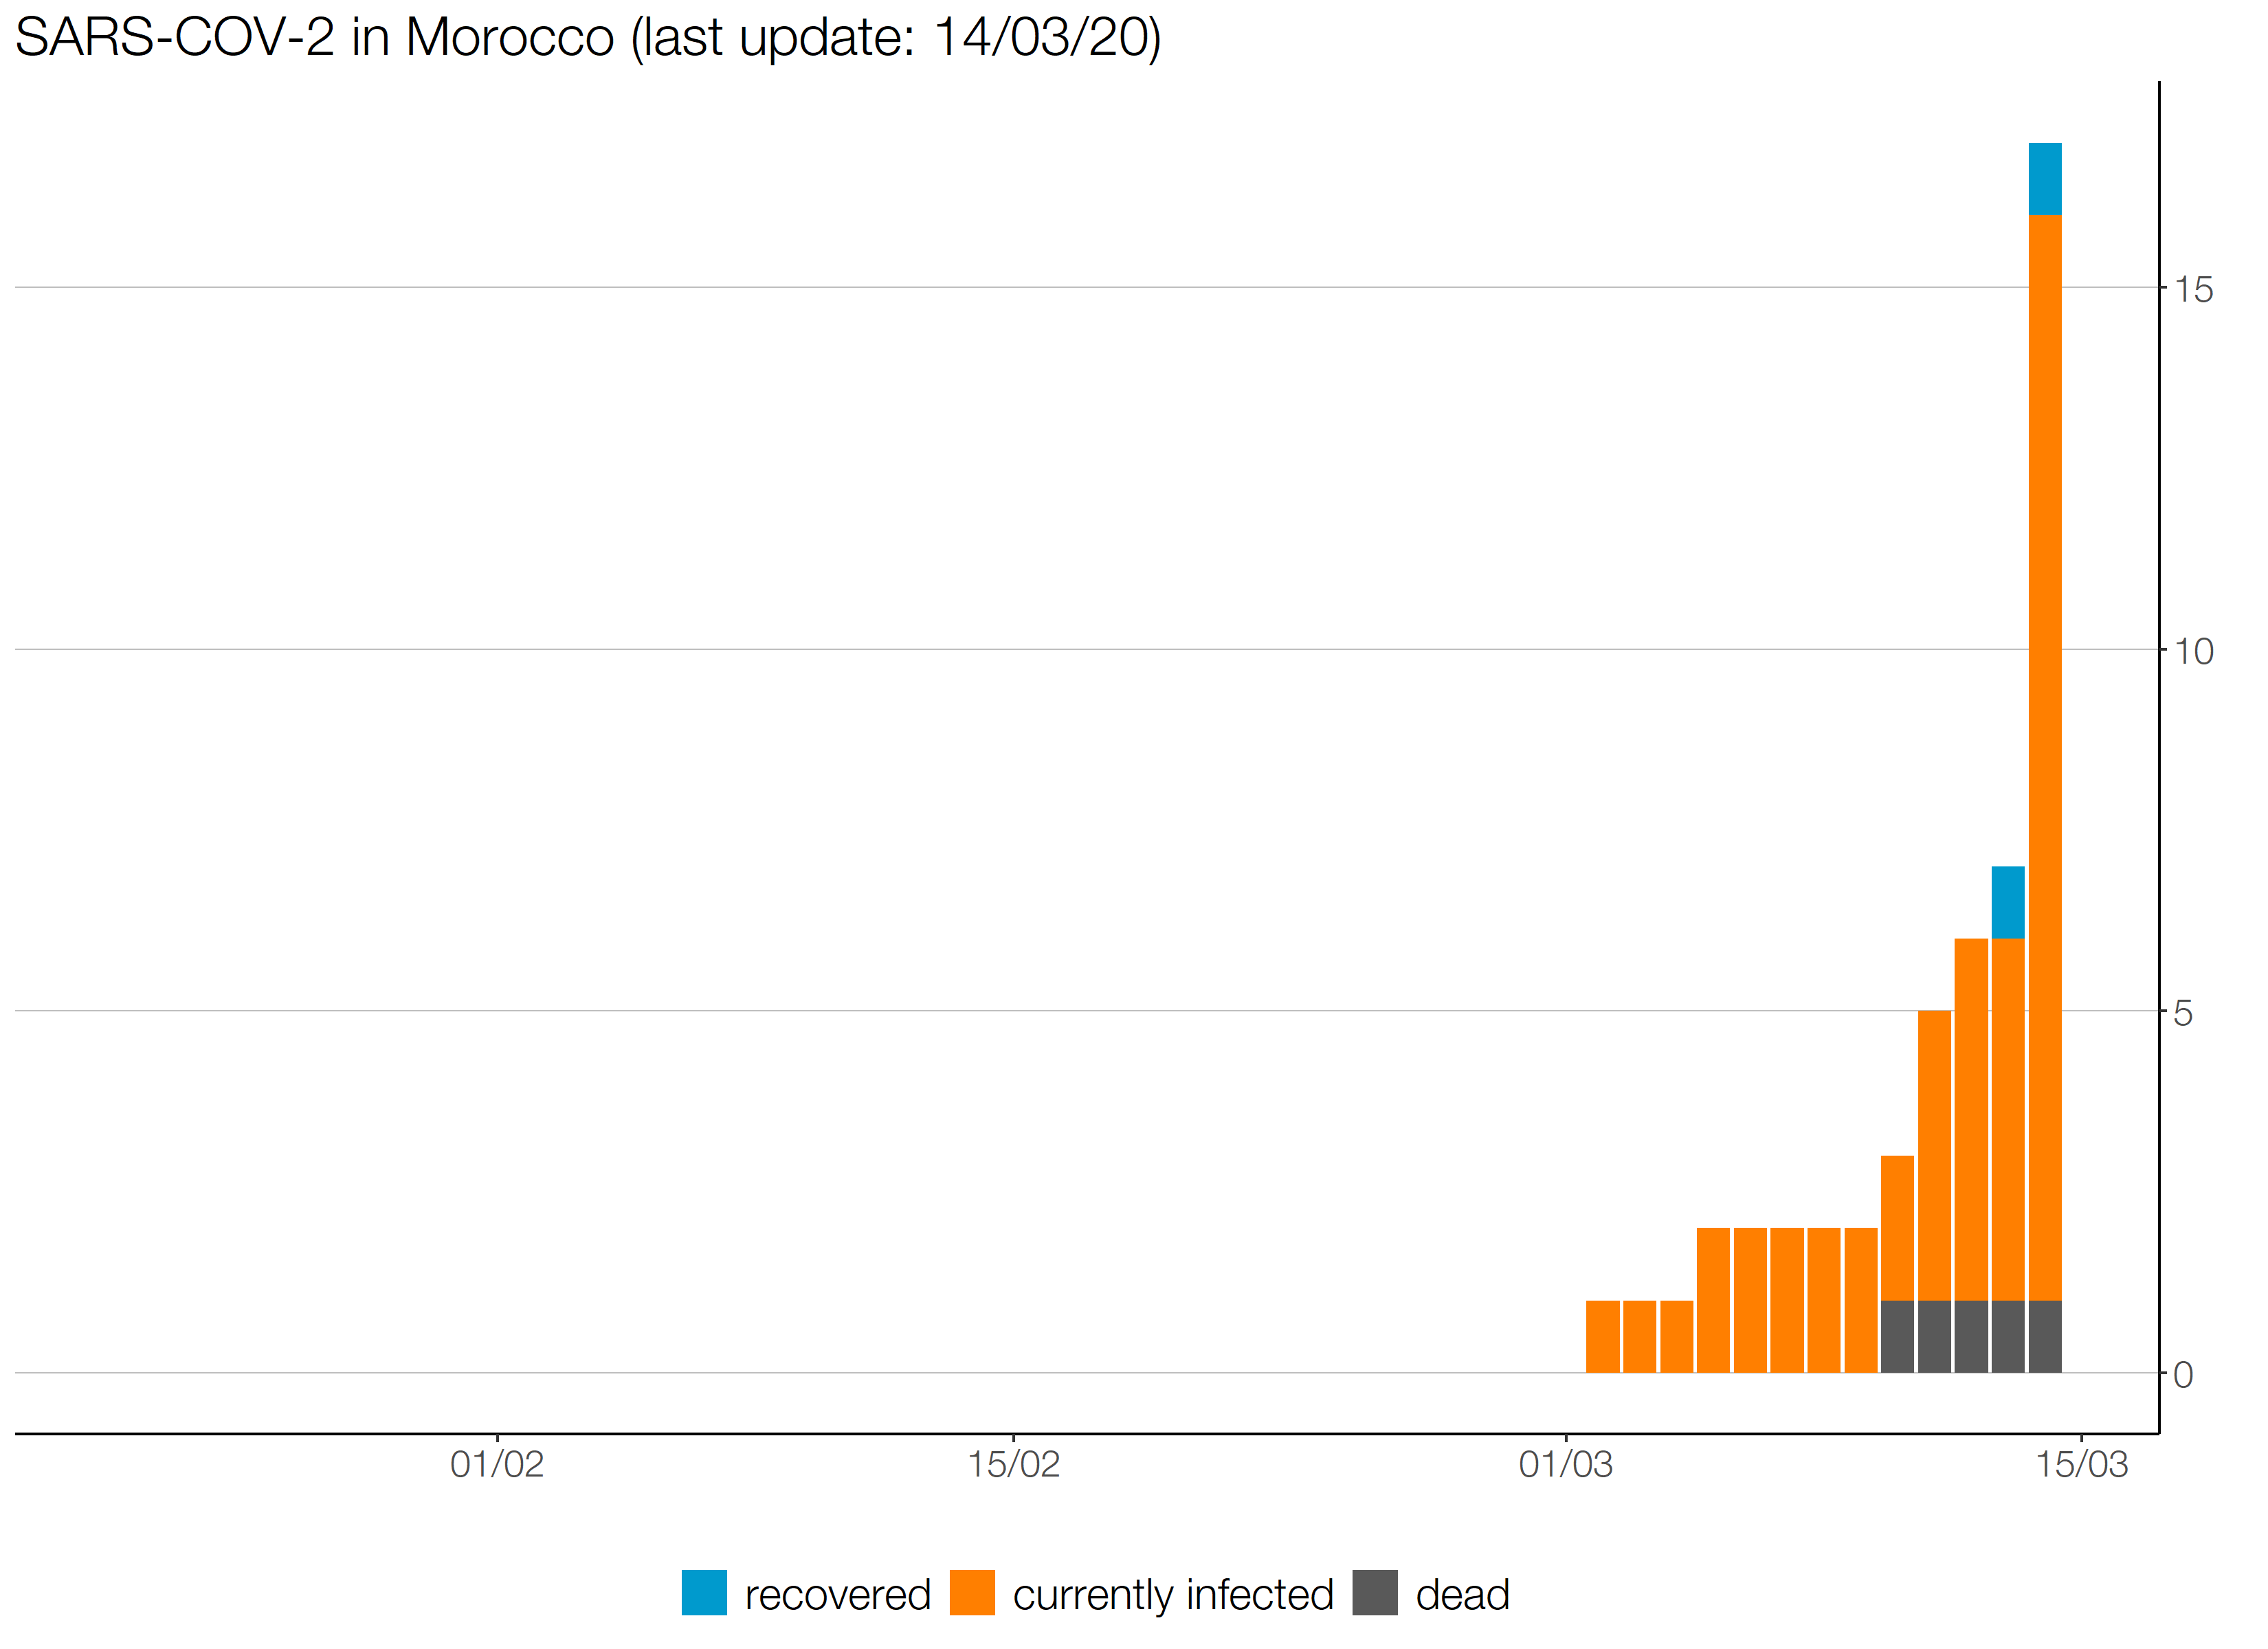 SARS-COV-2 in Morocco (last update: 14/03/20)
15
10
5
0
01/02 15/02 01/03 15/03
recovered currently infected dead